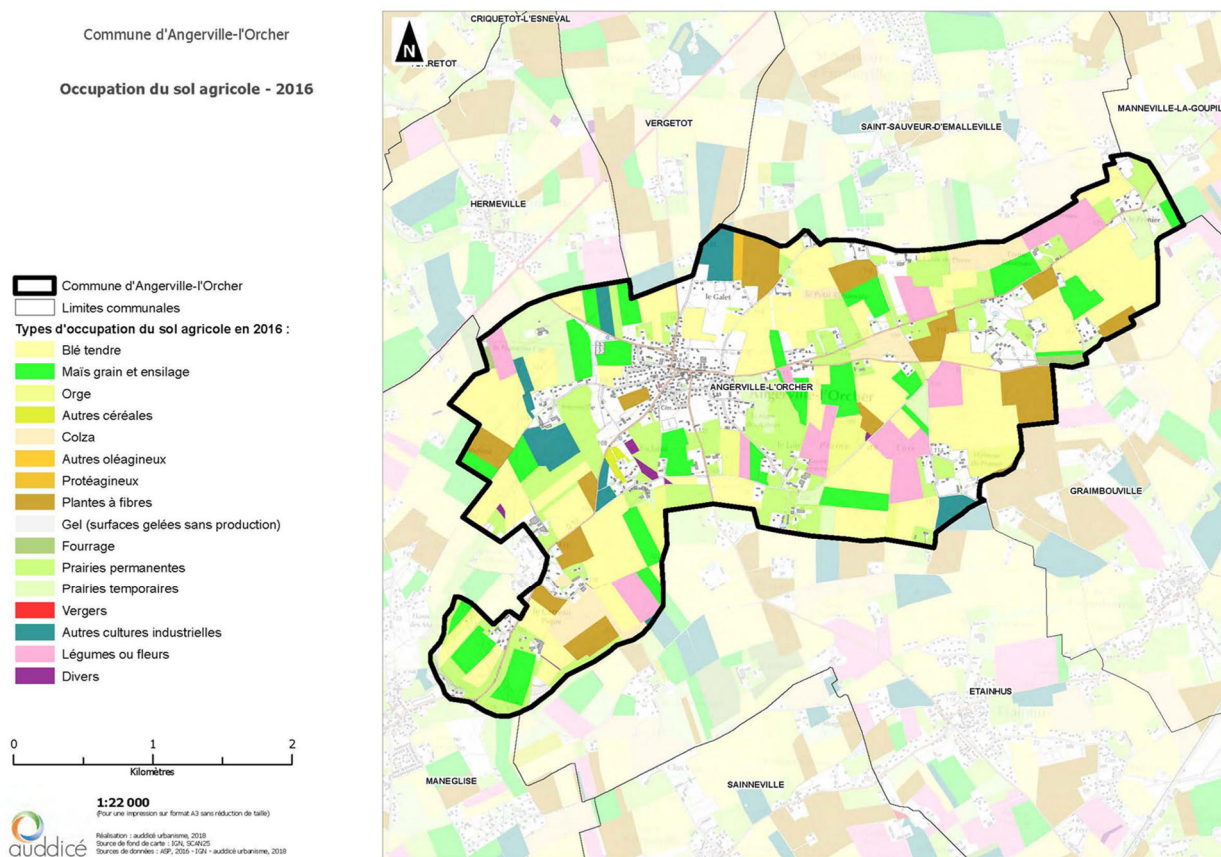 Commune d'Angerville-l'Orcher
Occupation du sol agricole - 2016
Commune d'Angerville-l'Orcher
Limites communales
Types d'occupation du sol agricole en 2016 :
Blé tendre
Maïs grain et ensilage
Orge
Autres céréales
Colza
Autres oléagineux
Protéagineux
Plantes à fibres
Gel (surfaces gelées sans production)
Fourrage
Prairies permanentes
Prairies temporaires
Vergers
Autres cultures industrielles
Légumes ou fleurs
Divers
0 1 2
Kilomètres
1:22 000
(Pour une impression sur format A3 sans réduction de taille)
auddicé
Réalisation : auddicé urbanisme, 2018
Source de fond de carte : IGN, SCAN25
Sources de données : ASP, 2016 - IGN - auddicé urbanisme, 2018
CRIQUETOT-L'ESNEVAL
N
VERGETOT
SAINT-SAUVEUR-D'EMALLEVILLE
MANNEVILLE-LA-GOUPIL
HERMEVILLE
le Galet
ANGERVILLE-L'ORCHER
Angerville-l'Orcher
GRAIMBOUVILLE
ETAINHUS
MANEGLISE
SAINNEVILLE